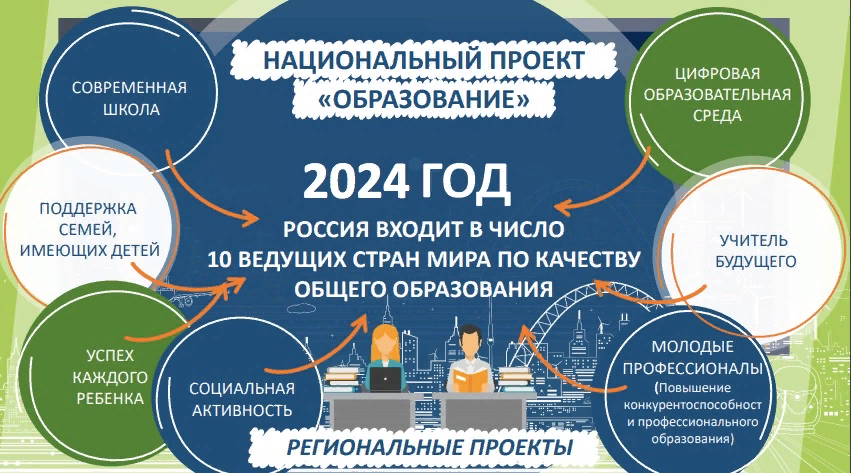 НАЦИОНАЛЬНЫЙ ПРОЕКТ
«ОБРАЗОВАНИЕ»
СОВРЕМЕННАЯ
ШКОЛА
ЦИФРОВАЯ
ОБРАЗОВАТЕЛЬНАЯ
СРЕДА
2024 ГОД
РОССИЯ ВХОДИТ В ЧИСЛО
10 ВЕДУЩИХ СТРАН МИРА ПО КАЧЕСТВУ
ОБЩЕГО ОБРАЗОВАНИЯ
ПОДДЕРЖКА
СЕМЕЙ,
ИМЕЮЩИХ ДЕТЕЙ
УЧИТЕЛЬ
БУДУЩЕГО
УСПЕХ
КАЖДОГО
РЕБЕНКА
СОЦИАЛЬНАЯ
АКТИВНОСТЬ
МОЛОДЫЕ
ПРОФЕССИОНАЛЫ
(Повышение
конкурентоспособност
и профессионального
образования)
РЕГИОНАЛЬНЫЕ ПРОЕКТЫ